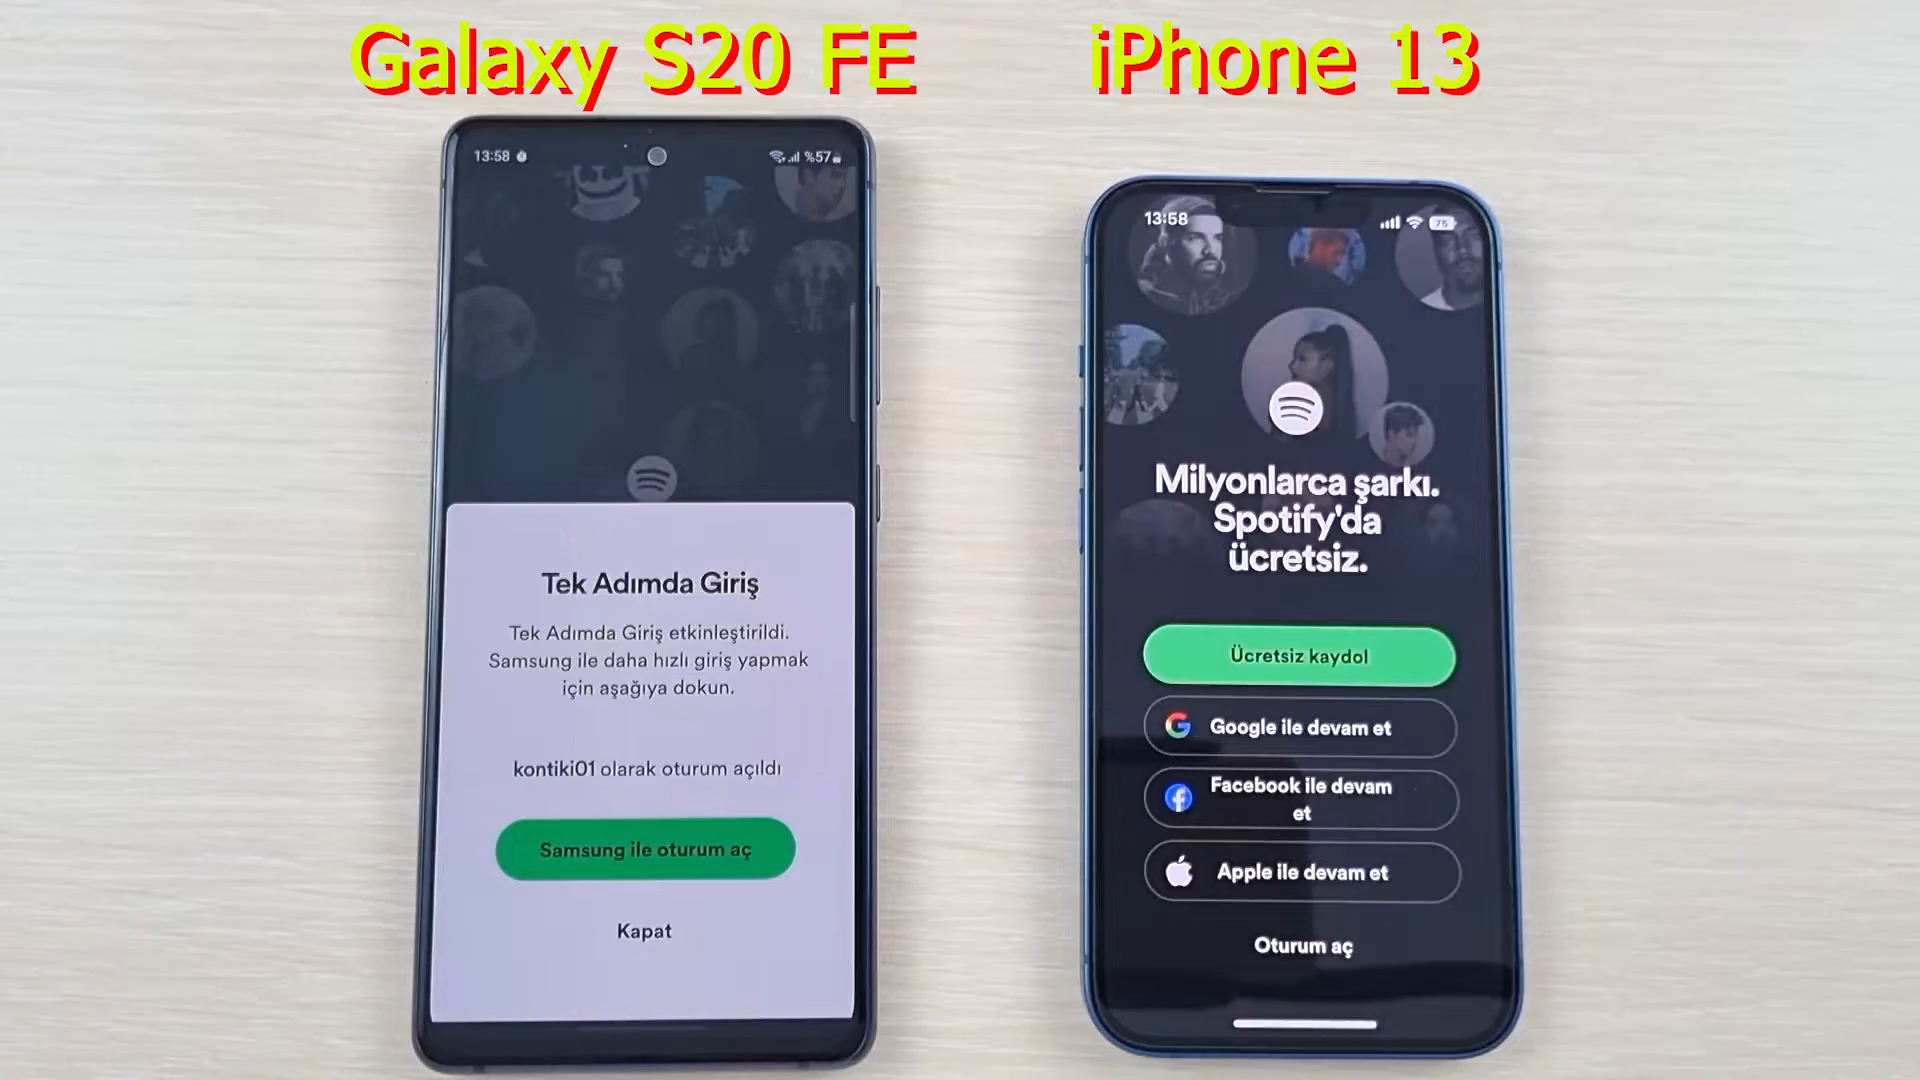 Galaxy S20 FE
iPhone 13
13:58
%57
Tek Adımda Giriş
Tek Adımda Giriş etkinleştirildi.
Samsung ile daha hızlı giriş yapmak
için aşağıya dokun.
kontiki01 olarak oturum açıldı
Samsung ile oturum aç
Kapat
13:58
75
Milyonlarca şarkı.
Spotify'da
ücretsiz.
Ücretsiz kaydol
Google ile devam et
Facebook ile devam
et
Apple ile devam et
Oturum aç